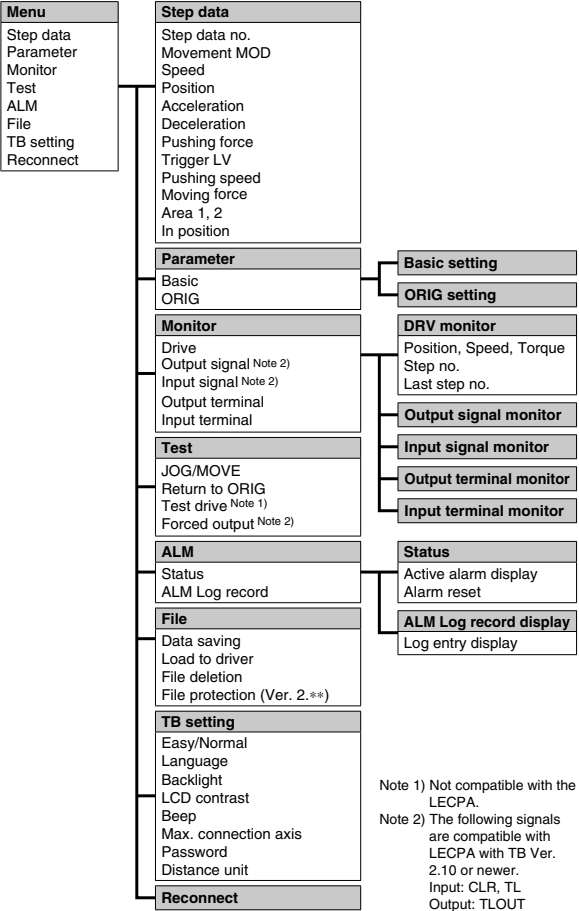 Menu
Step data
Parameter
Monitor
Test
ALM
File
TB setting
Reconnect
Step data
Step data no.
Movement MOD
Speed
Position
Acceleration
Deceleration
Pushing force
Trigger LV
Pushing speed
Moving force
Area 1, 2
In position
Parameter
Basic
ORIG
Basic setting
ORIG setting
Monitor
Drive
Output signal Note 2)
Input signal Note 2)
Output terminal
Input terminal
DRV monitor
Position, Speed, Torque
Step no.
Last step no.
Output signal monitor
Input signal monitor
Output terminal monitor
Input terminal monitor
Test
JOG/MOVE
Return to ORIG
Test drive Note 1)
Forced output Note 2)
ALM
Status
ALM Log record
Status
Active alarm display
Alarm reset
ALM Log record display
Log entry display
File
Data saving
Load to driver
File deletion
File protection (Ver. 2.∗∗)
TB setting
Easy/Normal
Language
Backlight
LCD contrast
Beep
Max. connection axis
Password
Distance unit
Reconnect
Note 1) Not compatible with the
LECPA.
Note 2) The following signals
are compatible with
LECPA with TB Ver.
2.10 or newer.
Input: CLR, TL
Output: TLOUT